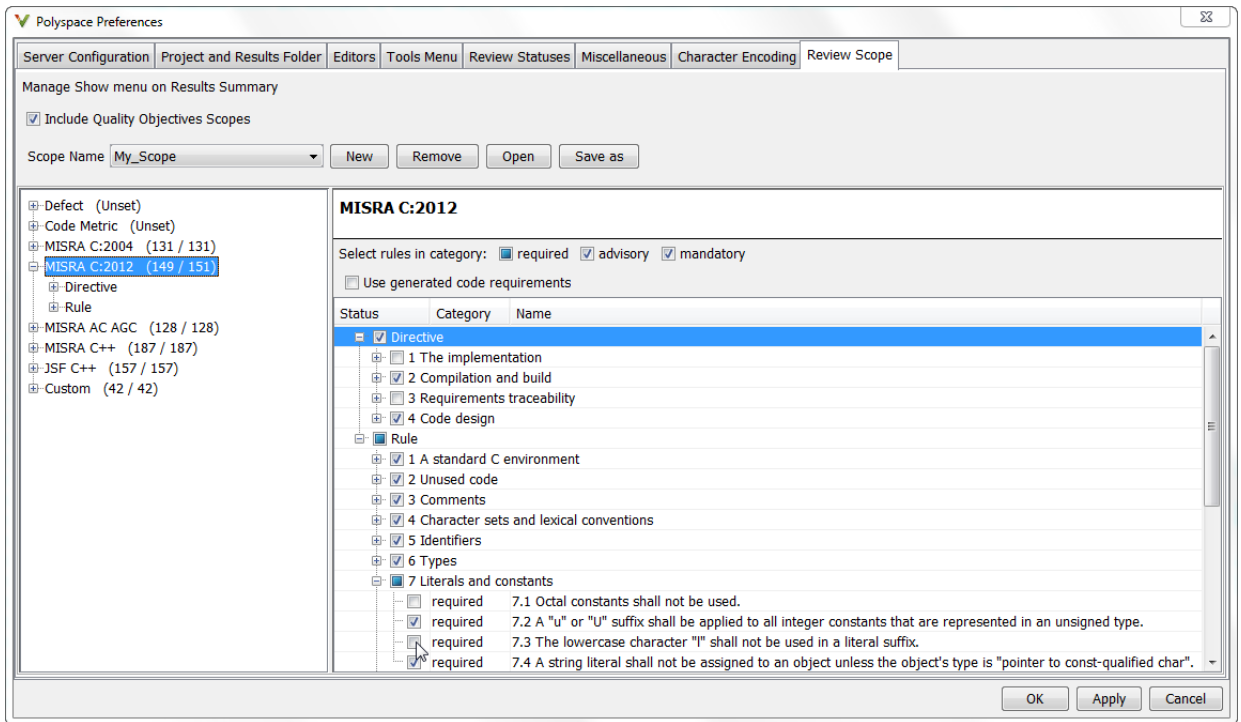 Polyspace Preferences
Server Configuration Project and Results Folder Editors Tools Menu Review Statuses Miscellaneous Character Encoding Review Scope
Manage Show menu on Results Summary
Include Quality Objectives Scopes
Scope Name My_Scope New Remove Open Save as
Defect (Unset)
Code Metric (Unset)
MISRA C:2004 (131 / 131)
MISRA C:2012 (149 / 151)
Directive
Rule
MISRA AC AGC (128 / 128)
MISRA C++ (187 / 187)
JSF C++ (157 / 157)
Custom (42 / 42)
MISRA C:2012
Select rules in category: required advisory mandatory
Use generated code requirements
Status Category Name
Directive
1 The implementation
2 Compilation and build
3 Requirements traceability
4 Code design
Rule
1 A standard C environment
2 Unused code
3 Comments
4 Character sets and lexical conventions
5 Identifiers
6 Types
7 Literals and constants
required 7.1 Octal constants shall not be used.
required 7.2 A "u" or "U" suffix shall be applied to all integer constants that are represented in an unsigned type.
required 7.3 The lowercase character "l" shall not be used in a literal suffix.
required 7.4 A string literal shall not be assigned to an object unless the object's type is "pointer to const-qualified char".
OK Apply Cancel